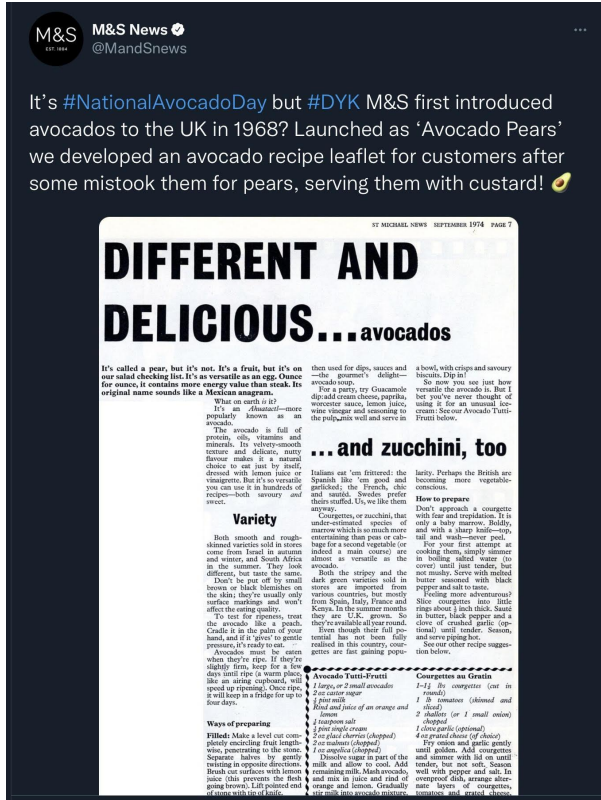 M&S
EST. 1884
M&S News
@MandSnews
It's #NationalAvocadoDay but #DYK M&S first introduced
avocados to the UK in 1968? Launched as 'Avocado Pears'
we developed an avocado recipe leaflet for customers after
some mistook them for pears, serving them with custard! 🥑
ST MICHAEL NEWS SEPTEMBER 1974 PAGE 7
DIFFERENT AND
DELICIOUS...avocados
It's called a pear, but it's not. It's a fruit, but it's on
our salad checking list. It's as versatile as an egg. Ounce
for ounce, it contains more energy value than steak. Its
original name sounds like a Mexican anagram.
What on earth is it?
It's an Ahuatactl—more
popularly known as an
avocado.
The avocado is full of
protein, oils, vitamins and
minerals. Its velvety-smooth
texture and delicate, nutty
flavour makes it a natural
choice to eat just by itself,
dressed with lemon juice or
vinaigrette. But it's so versatile
you can use it in hundreds of
recipes—both savoury and
sweet.
Variety
Both smooth and rough-
skinned varieties sold in stores
come from Israel in autumn
and winter, and South Africa
in the summer. They look
different, but taste the same.
Don't be put off by small
brown or black blemishes on
the skin; they're usually only
surface markings and won't
affect the eating quality.
To test for ripeness, treat
the avocado like a peach.
Cradle it in the palm of your
hand, and if it 'gives' to gentle
pressure, it's ready to eat.
Avocados must be eaten
when they're ripe. If they're
slightly firm, keep for a few
days until ripe (a warm place,
like an airing cupboard, will
speed up ripening). Once ripe,
it will keep in a fridge for up to
four days.
Ways of preparing
Filled: Make a level cut com-
pletely encircling fruit length-
wise, penetrating to the stone.
Separate halves by gently
twisting in opposite directions.
Brush cut surfaces with lemon
juice (this prevents the flesh
going brown). Lift pointed end
of stone with tip of knife.
then used for dips, sauces and
—the gourmet's delight—
avocado soup.
For a party, try Guacamole
dip: add cream cheese, paprika,
worcester sauce, lemon juice,
wine vinegar and seasoning to
the pulp, mix well and serve in
a bowl, with crisps and savoury
biscuits. Dip in!
So now you see just how
versatile the avocado is. But I
bet you've never thought of
using it for an unusual ice-
cream: See our Avocado Tutti-
Frutti below.
...and zucchini, too
Italians eat 'em frittered: the
Spanish like 'em good and
garlicked; the French, chic
and sautéd. Swedes prefer
theirs stuffed. Us, we like them
anyway.
Courgettes, or zucchini, that
under-estimated species of
marrow which is so much more
entertaining than peas or cab-
bage for a second vegetable (or
indeed a main course) are
almost as versatile as the
avocado.
Both the stripey and the
dark green varieties sold in
stores are imported from
various countries, but mostly
from Spain, Italy, France and
Kenya. In the summer months
they are U.K. grown. So
they're available all year round.
Even though their full po-
tential has not been fully
realised in this country, cour-
gettes are fast gaining popu-
larity. Perhaps the British are
becoming more vegetable-
conscious.
How to prepare
Don't approach a courgette
with fear and trepidation. It is
only a baby marrow. Boldly,
and with a sharp knife—top,
tail and wash—never peel.
For your first attempt at
cooking them, simply simmer
in boiling salted water (to
cover) until just tender, but
not mushy. Serve with melted
butter seasoned with black
pepper and salt to taste.
Feeling more adventurous?
Slice courgettes into little
rings about ½ inch thick. Sauté
in butter, black pepper and a
clove of crushed garlic (op-
tional) until tender. Season,
and serve piping hot.
See our other recipe sugges-
tion below.
Avocado Tutti-Frutti
1 large, or 2 small avocados
2 oz castor sugar
pint milk
Rind and juice of an orange and
lemon
teaspoon salt
pint single cream
2 oz glacé cherries (chopped)
2 oz walnuts (chopped)
1 oz angelica (chopped)
Dissolve sugar in part of the
milk and allow to cool. Add
remaining milk. Mash avocado,
and mix in juice and rind of
orange and lemon. Gradually
stir milk into avocado mixture.
Courgettes au Gratin
1–1½ lbs courgettes (cut in
rounds)
1 lb tomatoes (skinned and
sliced)
2 shallots (or 1 small onion)
chopped
1 clove garlic (optional)
4 oz grated cheese (of choice)
Fry onion and garlic gently
until golden. Add courgettes
and simmer with lid on until
tender, but not soft. Season
well with pepper and salt. In
ovenproof dish, arrange alter-
nate layers of courgettes,
tomatoes and grated cheese.